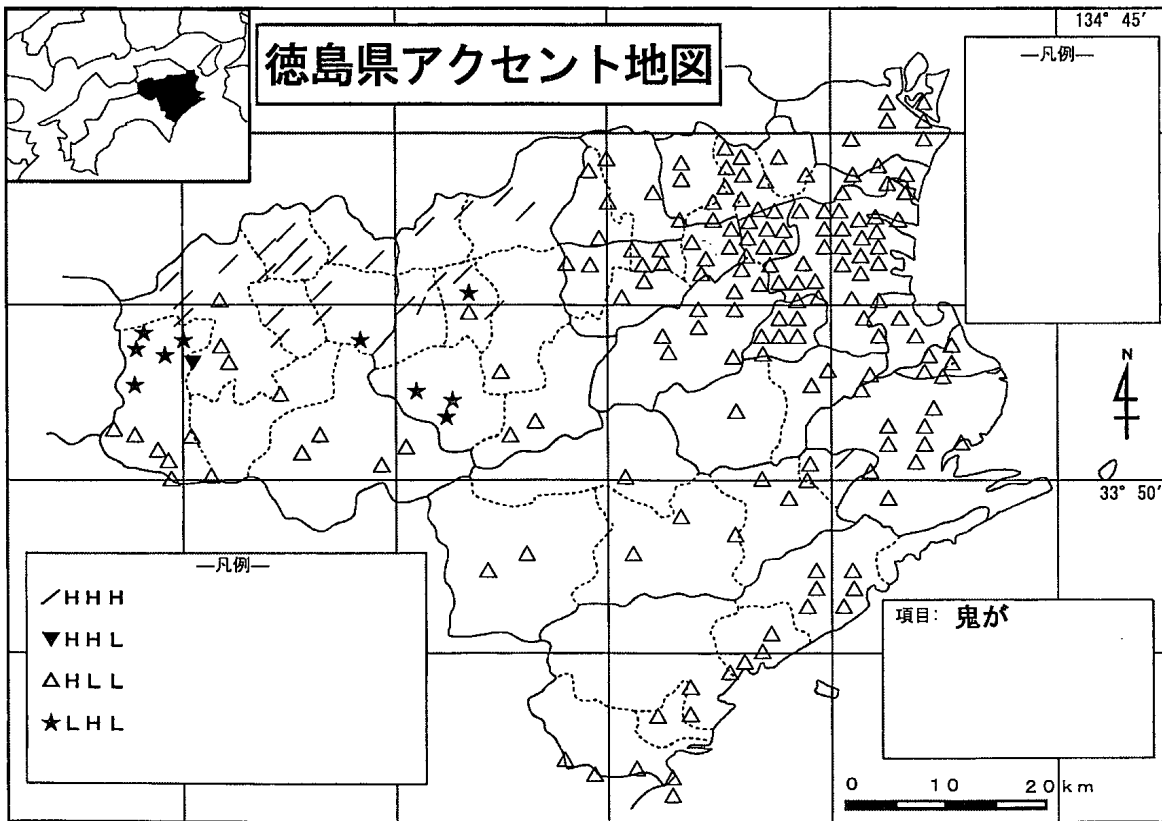 徳島県アクセント地図
134° 45′
―凡例―
N
33° 50′
―凡例―
HHH
HHL
HLL
LHL
項目: 鬼が
0 10 20km